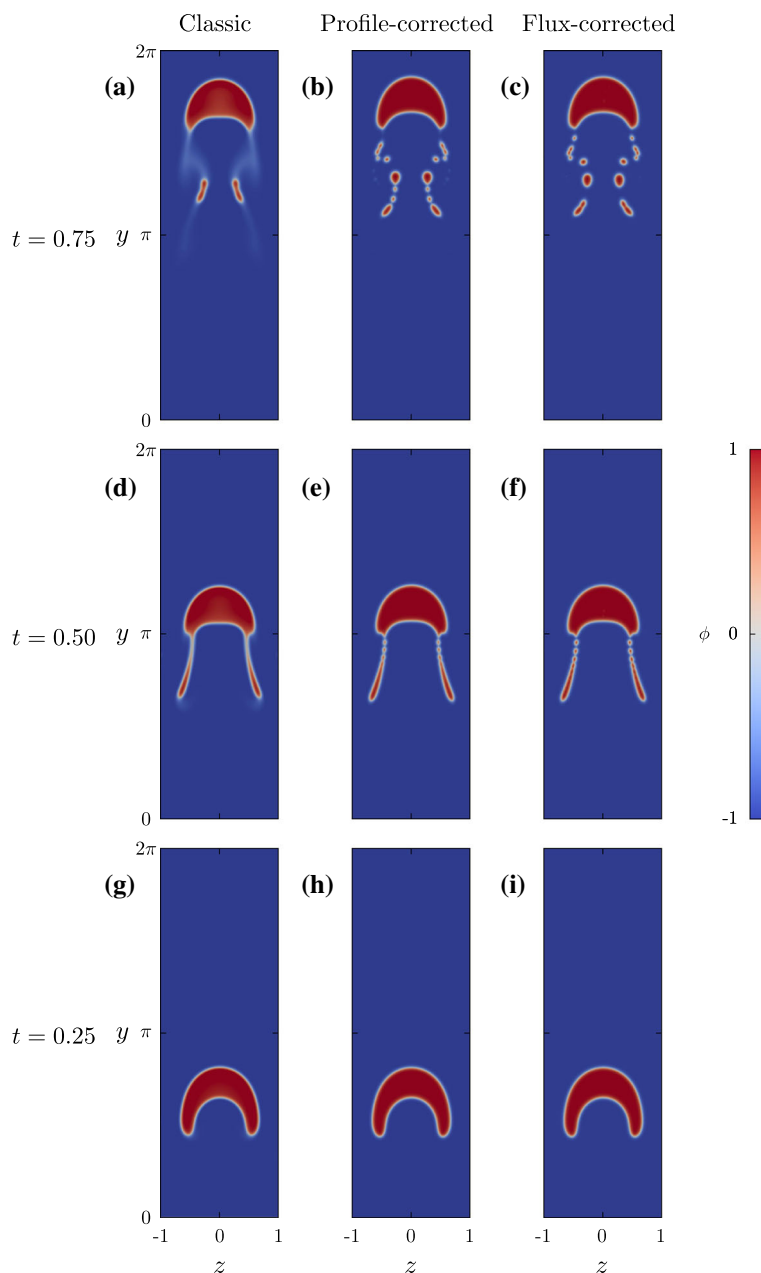 Classic Profile-corrected Flux-corrected
2π
(a) (b) (c)
t = 0.75 y π
0
2π
(d) (e) (f)
1
t = 0.50 y π
ϕ 0
0
-1
2π
(g) (h) (i)
t = 0.25 y π
0
-1 0 1 -1 0 1 -1 0 1
z z z